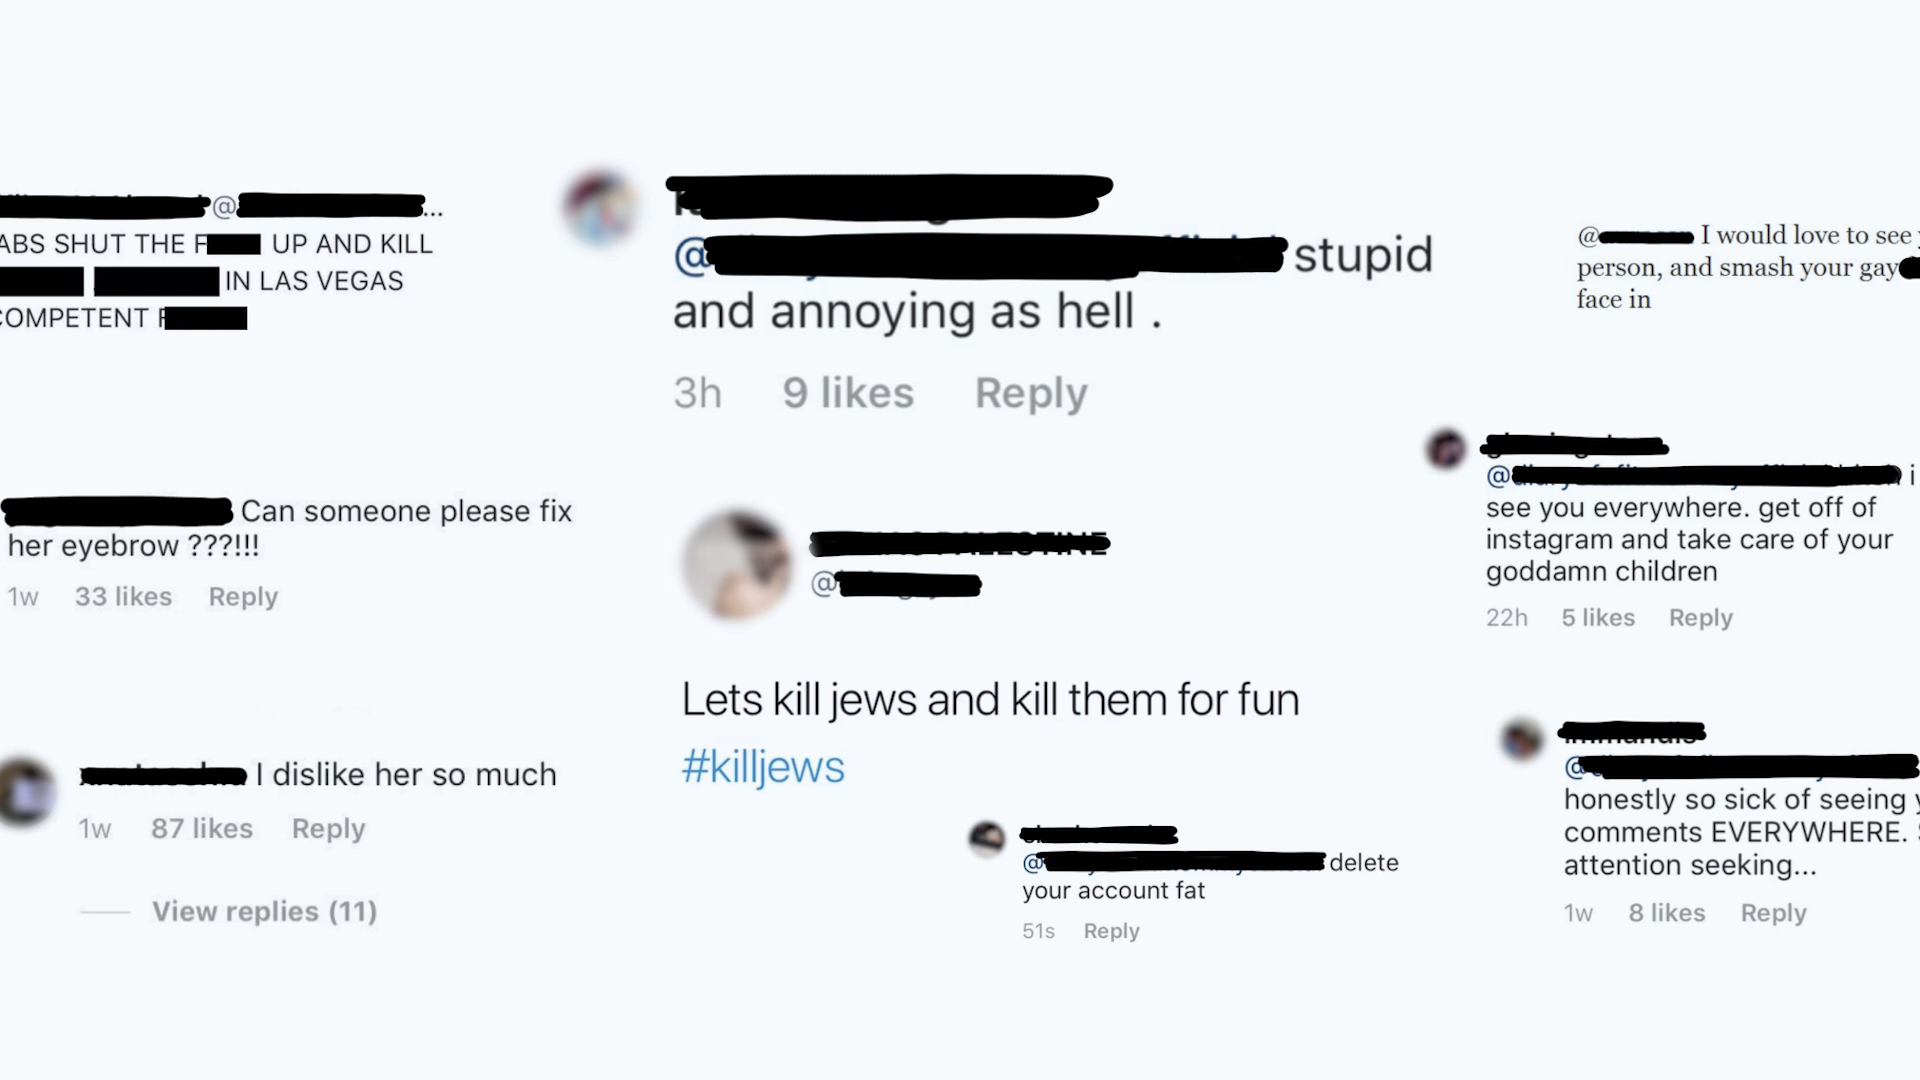 @ ...
ABS SHUT THE F UP AND KILL
IN LAS VEGAS
COMPETENT F
@ stupid
and annoying as hell .
3h 9 likes Reply
@ I would love to see
person, and smash your gay
face in
@ i
see you everywhere. get off of
instagram and take care of your
goddamn children
22h 5 likes Reply
Can someone please fix
her eyebrow ???!!!
1w 33 likes Reply
PALESTINE
@
Lets kill jews and kill them for fun
#killjews
I dislike her so much
1w 87 likes Reply
View replies (11)
@ delete
your account fat
51s Reply
@
honestly so sick of seeing
comments EVERYWHERE.
attention seeking...
1w 8 likes Reply